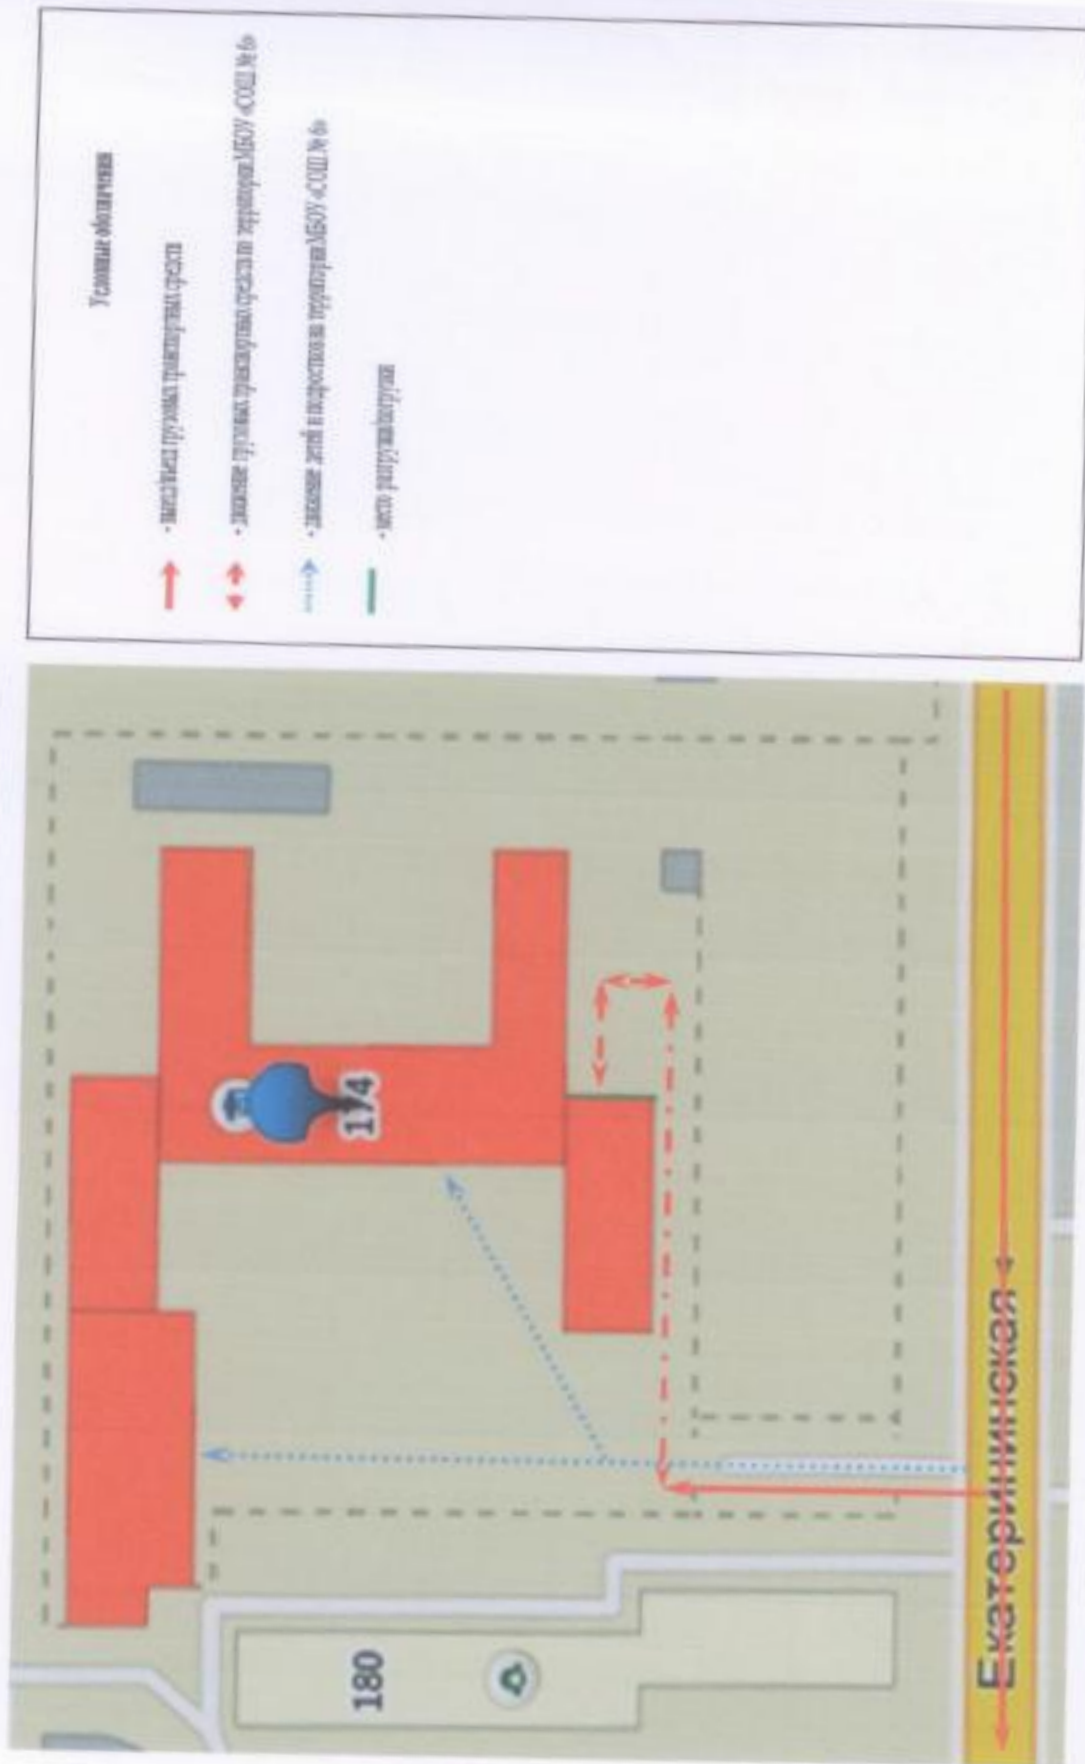 Условные обозначения
- выезд/въезд грузовых транспортных средств
- движение грузовых транспортных средств по территории МБОУ «СОШ № 6»
- движение детей и подростков на территории МБОУ «СОШ № 6»
- место разгрузки/погрузки
174
180
Екатерининская